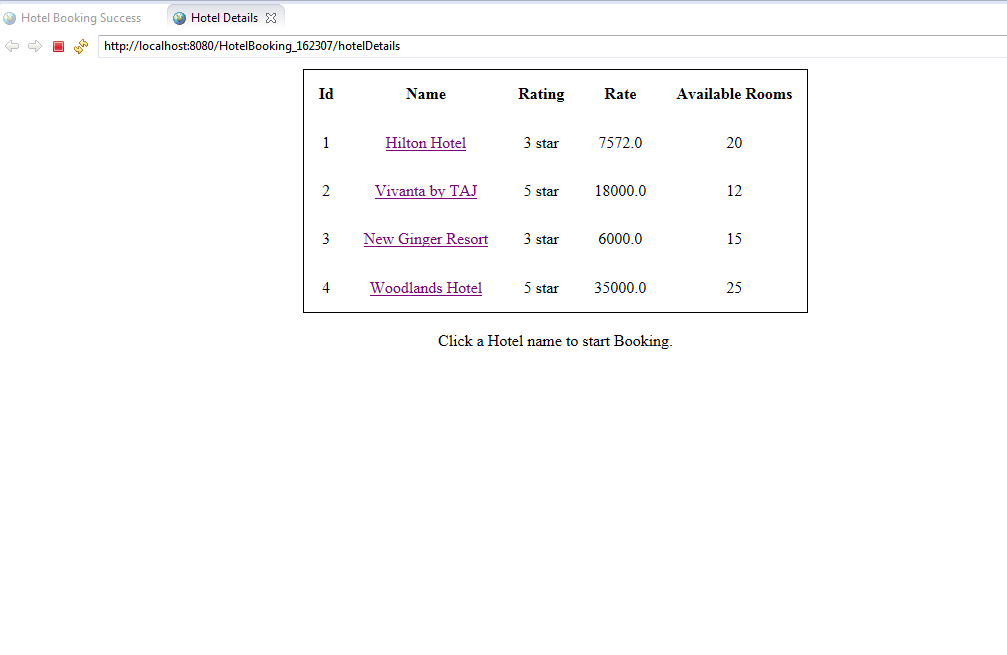 Hotel Booking Success Hotel Details
http://localhost:8080/HotelBooking_162307/hotelDetails
Id Name Rating Rate Available Rooms
1 Hilton Hotel 3 star 7572.0 20
2 Vivanta by TAJ 5 star 18000.0 12
3 New Ginger Resort 3 star 6000.0 15
4 Woodlands Hotel 5 star 35000.0 25
Click a Hotel name to start Booking.